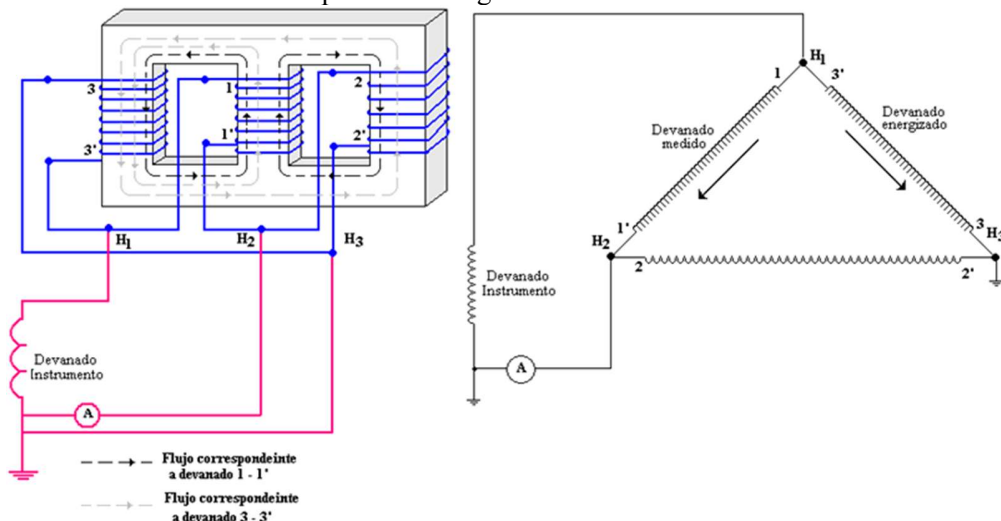 H1
1
3'
Devanado
medido
Devanado
energizado
3
1
2
1'
2'
3'
1'
3
H3
H2
2
2'
H1
H2
H3
Devanado
Instrumento
A
Devanado
Instrumento
A
Flujo correspondeinte
a devanado 1 - 1'
Flujo correspondeinte
a devanado 3 - 3'